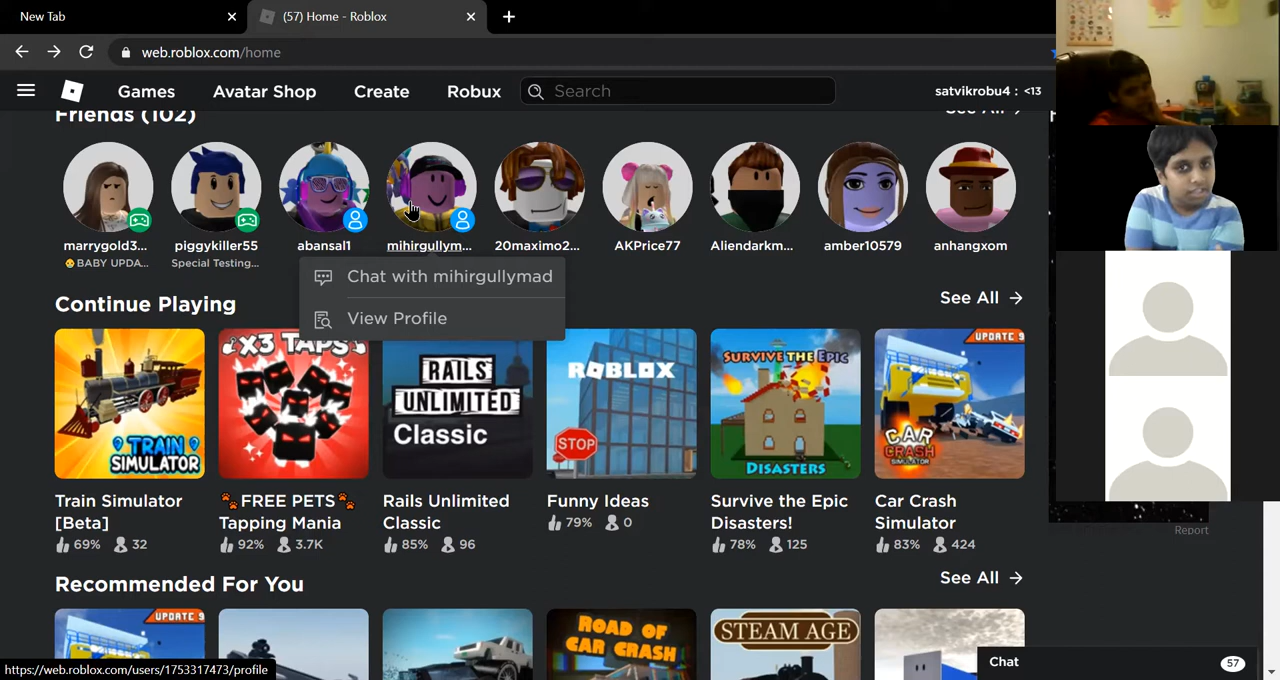 New Tab
(57) Home - Roblox
web.roblox.com/home
Games
Avatar Shop
Create
Robux
Search
satvikrobu4 : <13
Friends (102)
See All
marrygold3...
BABY UPDA...
piggykiller55
Special Testing...
abansal1
mihirgullym...
20maximo2...
AKPrice77
Aliendarkm...
amber10579
anhangxom
Chat with mihirgullymad
View Profile
Continue Playing
See All
TRAIN SIMULATOR
X3 TAPS
RAILS UNLIMITED Classic
ROBLOX
STOP
SURVIVE THE EPIC DISASTERS
UPDATE 9
CAR CRASH SIMULATOR
Train Simulator [Beta]
69% 32
FREE PETS Tapping Mania
92% 3.7K
Rails Unlimited Classic
85% 96
Funny Ideas
79% 0
Survive the Epic Disasters!
78% 125
Car Crash Simulator
83% 424
Report
Recommended For You
See All
UPDATE 9
ROAD OF CAR CRASH
STEAM AGE
Chat
57
https://web.roblox.com/users/1753317473/profile